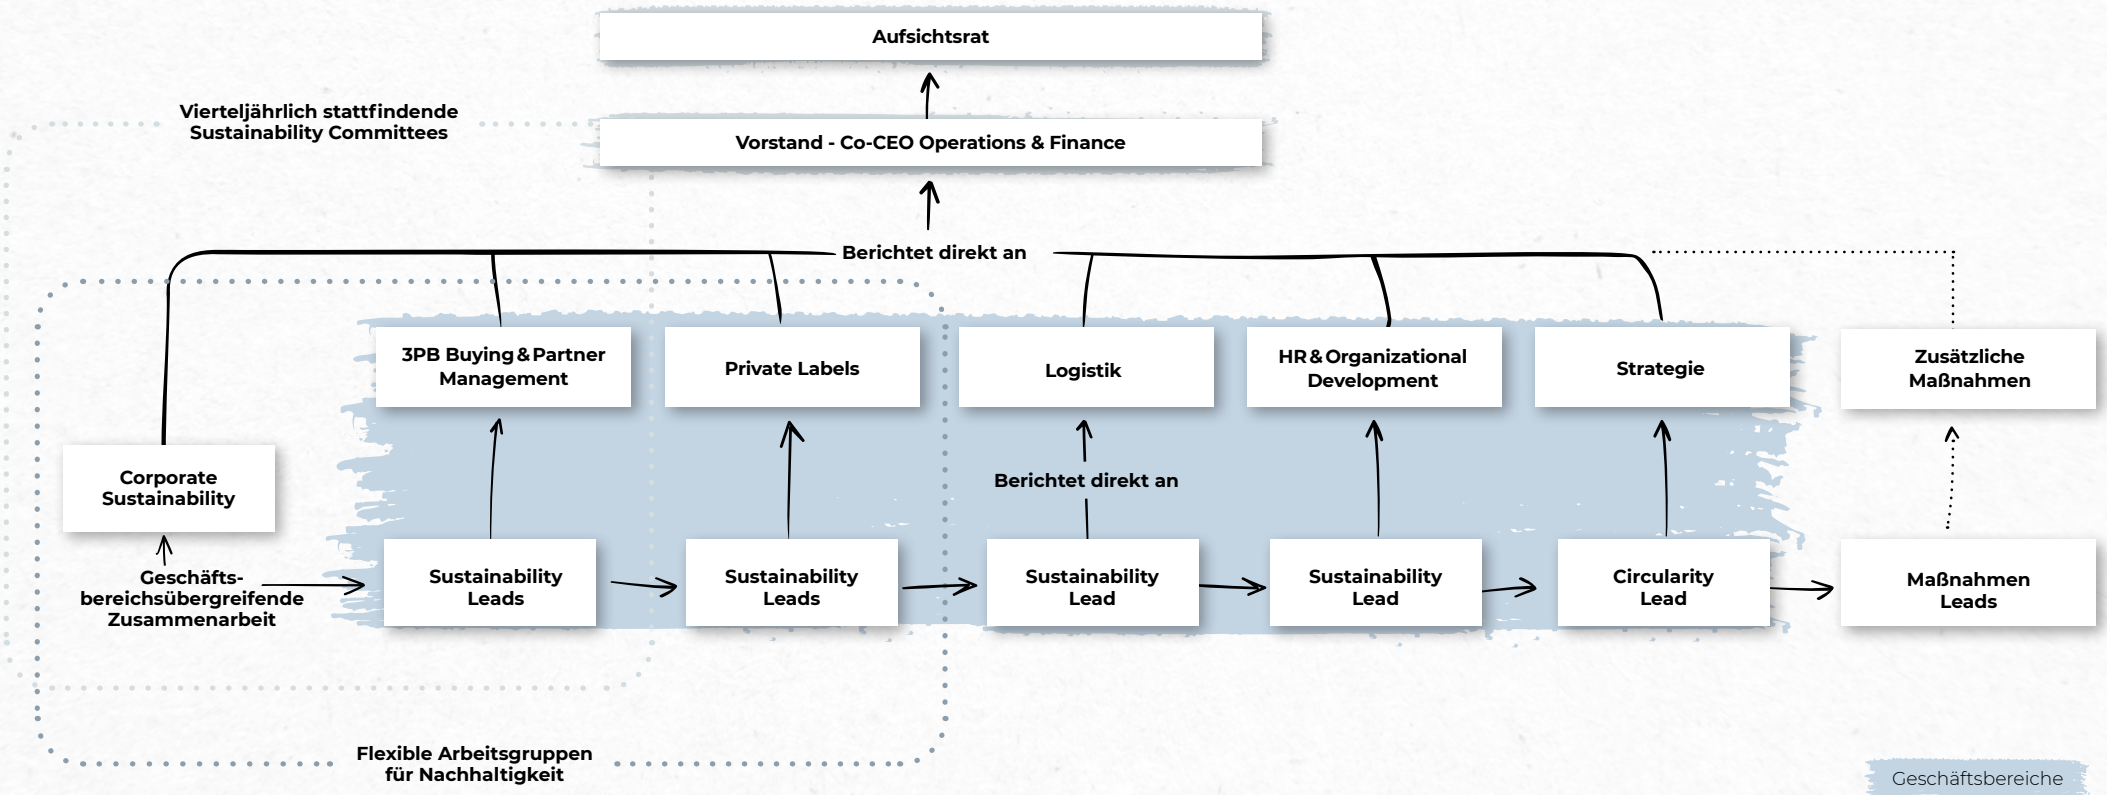 Aufsichtsrat
Vierteljährlich stattfindende
Sustainability Committees
Vorstand - Co-CEO Operations & Finance
Berichtet direkt an
3PB Buying & Partner
Management
Private Labels
Logistik
HR & Organizational
Development
Strategie
Zusätzliche
Maßnahmen
Corporate
Sustainability
Berichtet direkt an
Geschäfts-
bereichsübergreifende
Zusammenarbeit
Sustainability
Leads
Sustainability
Leads
Sustainability
Lead
Sustainability
Lead
Circularity
Lead
Maßnahmen
Leads
Flexible Arbeitsgruppen
für Nachhaltigkeit
Geschäftsbereiche